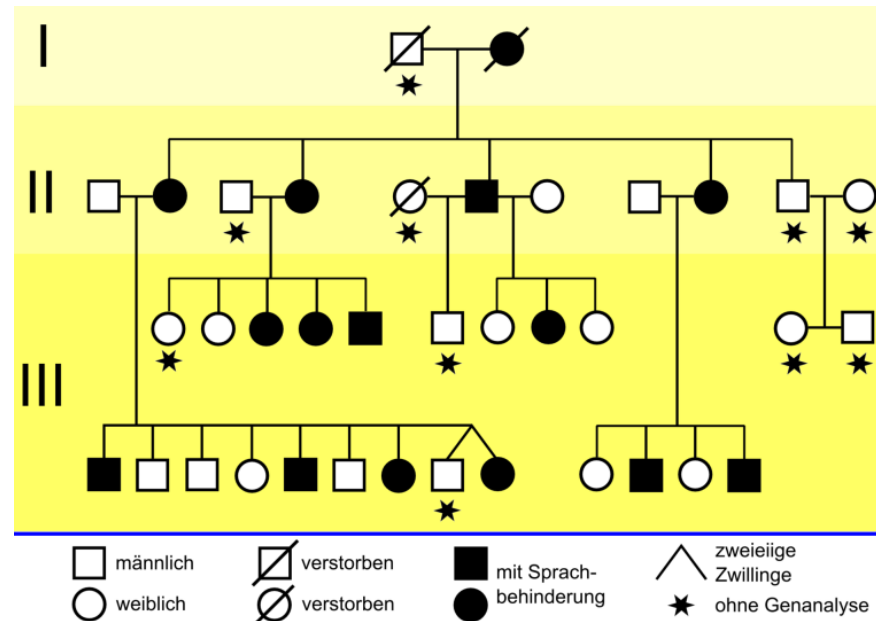 I
II
III
männlich
verstorben
mit Sprach-
behinderung
zweieiige
Zwillinge
weiblich
verstorben
ohne Genanalyse